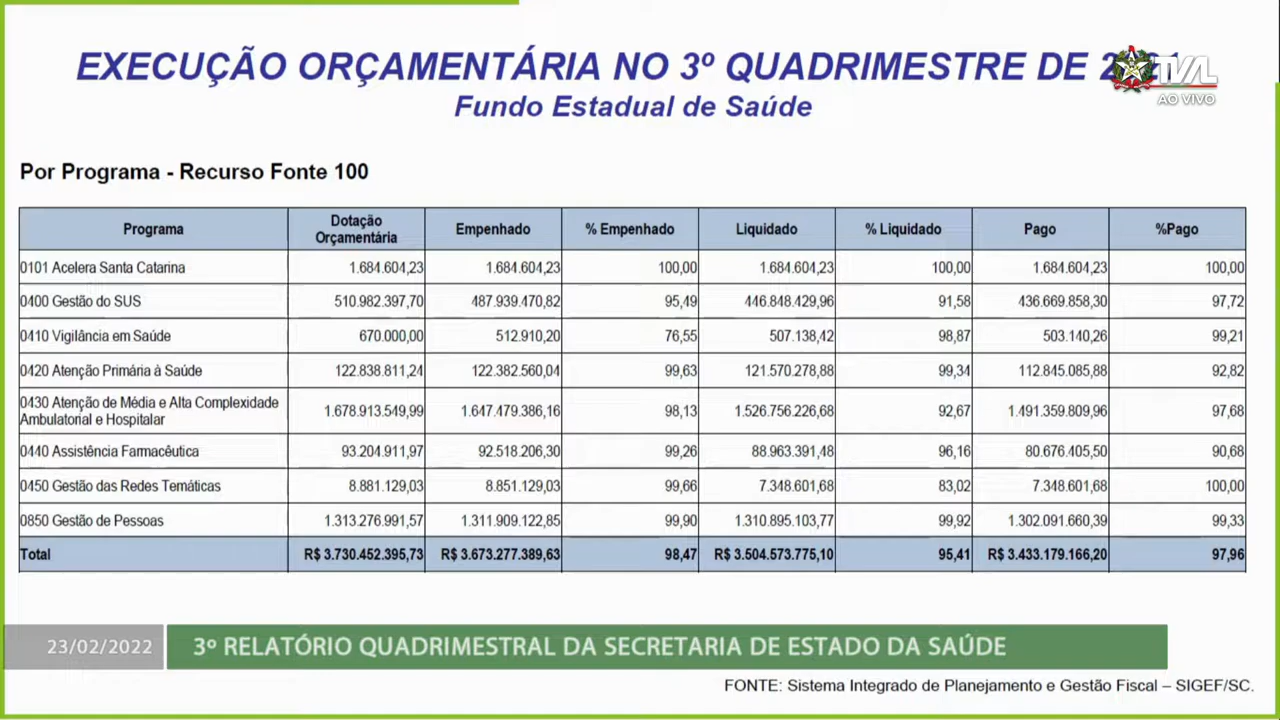 EXECUÇÃO ORÇAMENTÁRIA NO 3º QUADRIMESTRE DE
TVAL
AO VIVO
Fundo Estadual de Saúde
Por Programa - Recurso Fonte 100
Programa Dotação Orçamentária Empenhado % Empenhado Liquidado % Liquidado Pago %Pago
0101 Acelera Santa Catarina 1.684.604,23 1.684.604,23 100,00 1.684.604,23 100,00 1.684.604,23 100,00
0400 Gestão do SUS 510.982.397,70 487.939.470,82 95,49 446.848.429,96 91,58 436.669.858,30 97,72
0410 Vigilância em Saúde 670.000,00 512.910,20 76,55 507.138,42 98,87 503.140,26 99,21
0420 Atenção Primária à Saúde 122.838.811,24 122.382.560,04 99,63 121.570.278,88 99,34 112.845.085,88 92,82
0430 Atenção de Média e Alta Complexidade
Ambulatorial e Hospitalar 1.678.913.549,99 1.647.479.386,16 98,13 1.526.756.226,68 92,67 1.491.359.809,96 97,68
0440 Assistência Farmacêutica 93.204.911,97 92.518.206,30 99,26 88.963.391,48 96,16 80.676.405,50 90,68
0450 Gestão das Redes Temáticas 8.881.129,03 8.851.129,03 99,66 7.348.601,68 83,02 7.348.601,68 100,00
0850 Gestão de Pessoas 1.313.276.991,57 1.311.909.122,85 99,90 1.310.895.103,77 99,92 1.302.091.660,39 99,33
Total R$ 3.730.452.395,73 R$ 3.673.277.389,63 98,47 R$ 3.504.573.775,10 95,41 R$ 3.433.179.166,20 97,96
23/02/2022 3º RELATÓRIO QUADRIMESTRAL DA SECRETARIA DE ESTADO DA SAÚDE
FONTE: Sistema Integrado de Planejamento e Gestão Fiscal – SIGEF/SC.